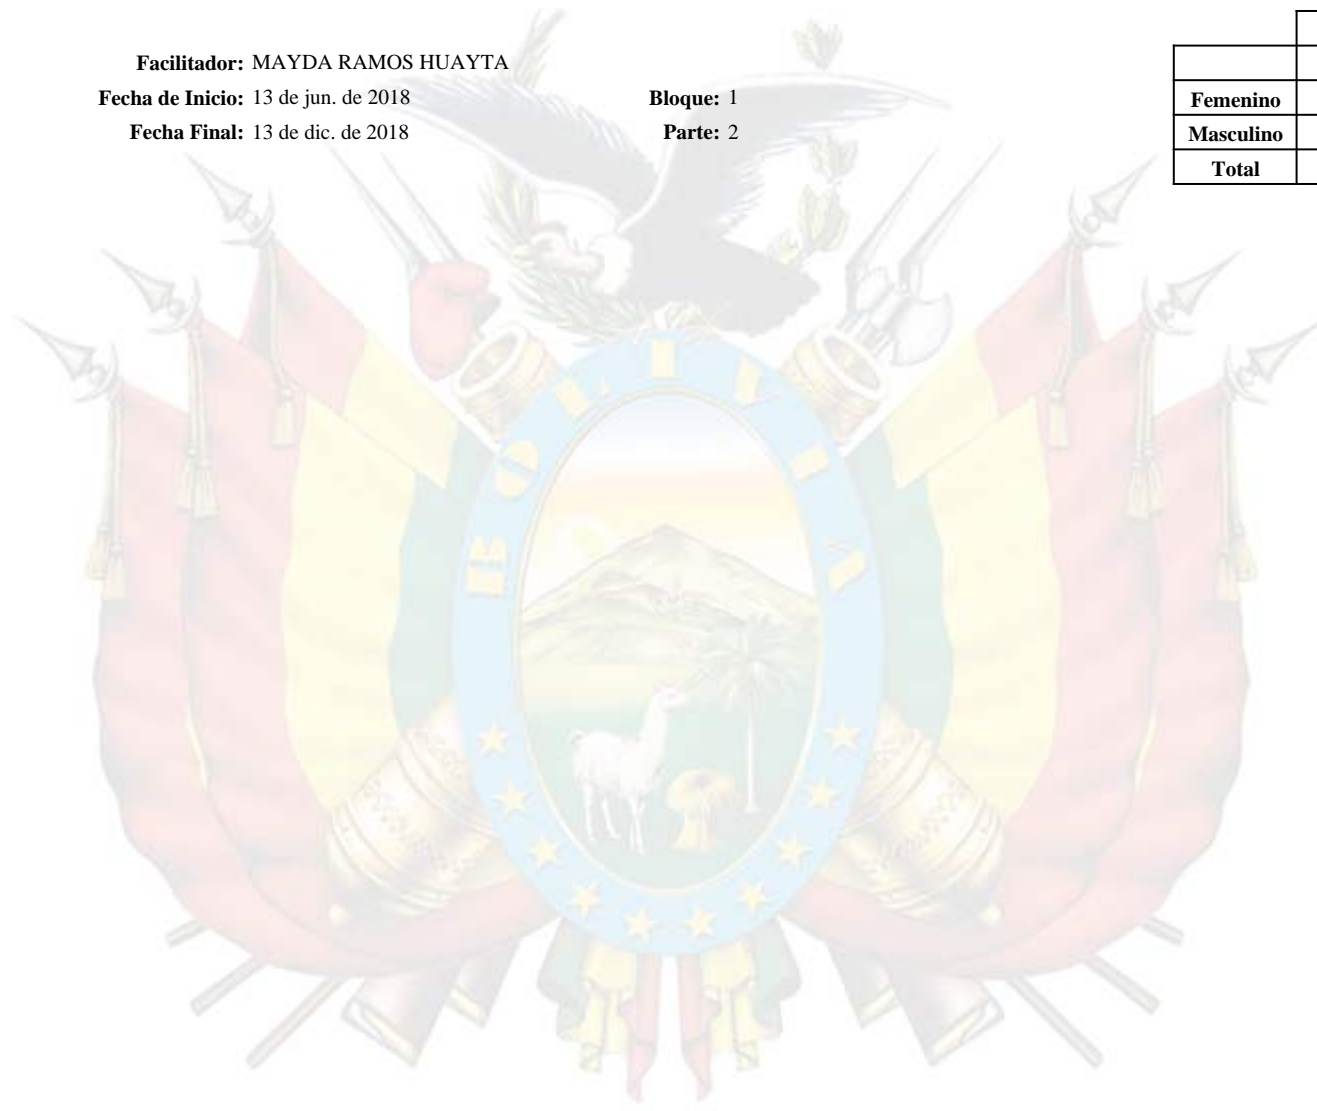 Facilitador: MAYDA RAMOS HUAYTA
Fecha de Inicio: 13 de jun. de 2018 Bloque: 1
Fecha Final: 13 de dic. de 2018 Parte: 2
Femenino
Masculino
Total
BOLIVIA